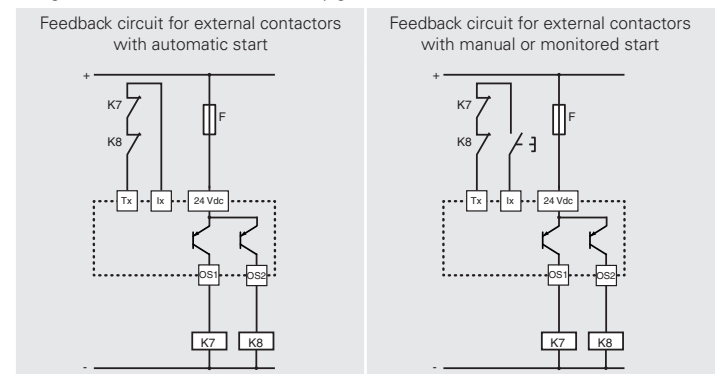 Feedback circuit for external contactors
with automatic start
+
K7
F
K8
Tx
Ix
24 Vdc
OS1
OS2
K7
K8
-
Feedback circuit for external contactors
with manual or monitored start
+
K7
F
K8
Tx
Ix
24 Vdc
OS1
OS2
K7
K8
-